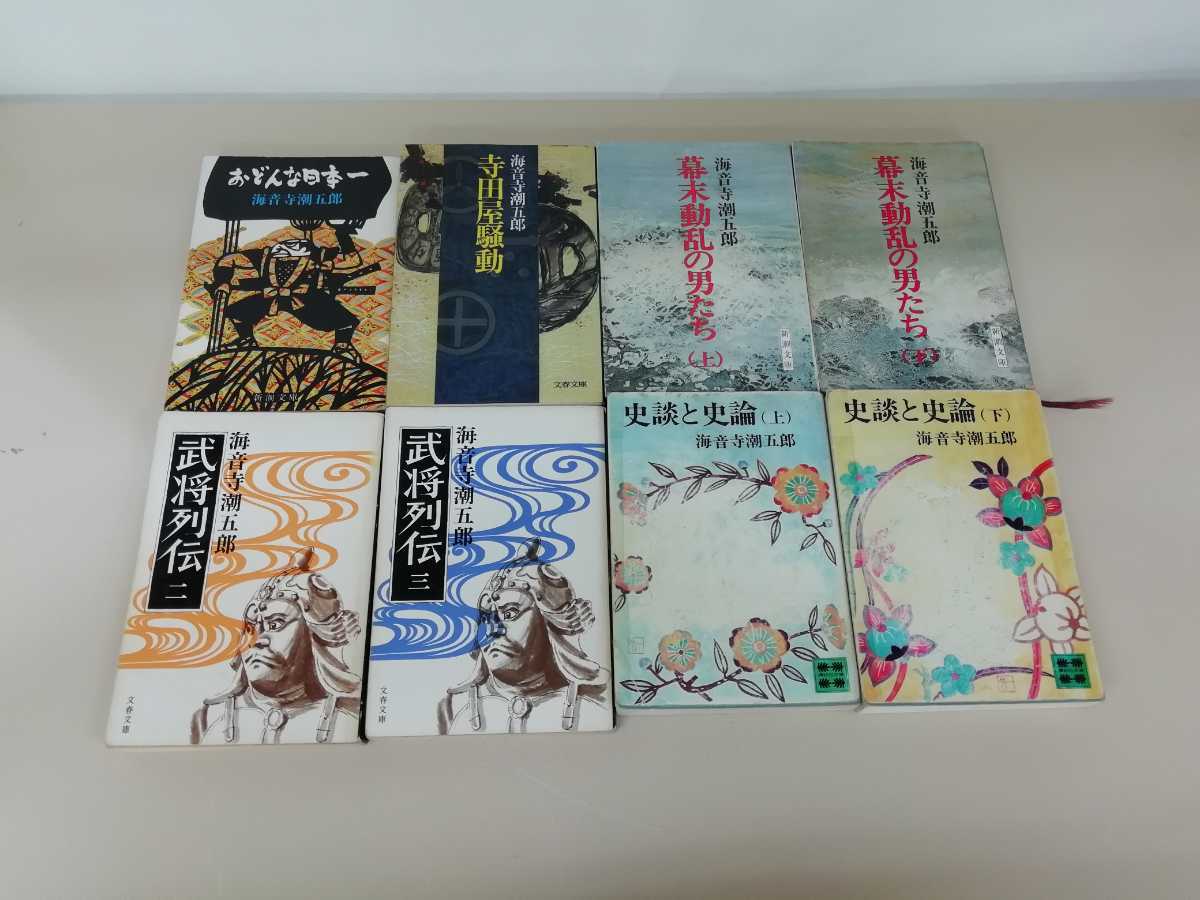 おどんな日本一
海音寺潮五郎
新潮文庫
海音寺潮五郎
寺田屋騒動
文春文庫
海音寺潮五郎
幕末動乱の男たち(上)
新潮文庫
海音寺潮五郎
幕末動乱の男たち(下)
新潮文庫
海音寺潮五郎
武将列伝 二
文春文庫
海音寺潮五郎
武将列伝 三
文春文庫
史談と史論(上)
海音寺潮五郎
史談と史論(下)
海音寺潮五郎